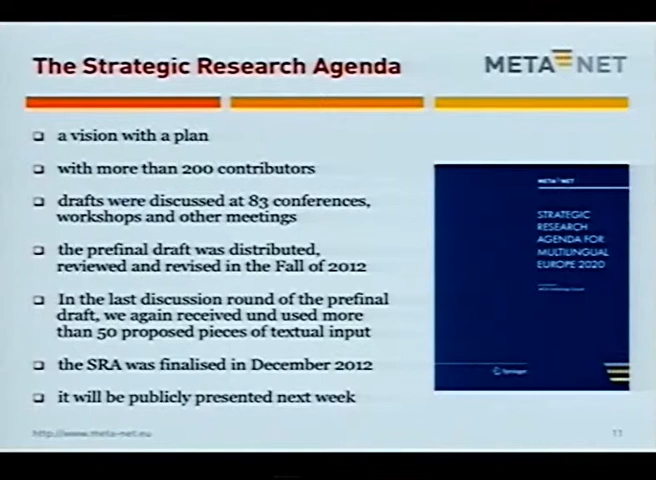 The Strategic Research Agenda
META NET
a vision with a plan
with more than 200 contributors
drafts were discussed at 83 conferences,
workshops and other meetings
the prefinal draft was distributed,
reviewed and revised in the Fall of 2012
In the last discussion round of the prefinal
draft, we again received und used more
than 50 proposed pieces of textual input
the SRA was finalised in December 2012
it will be publicly presented next week
META NET
STRATEGIC
RESEARCH
AGENDA FOR
MULTILINGUAL
EUROPE 2020
Springer
http://www.meta-net.eu
11